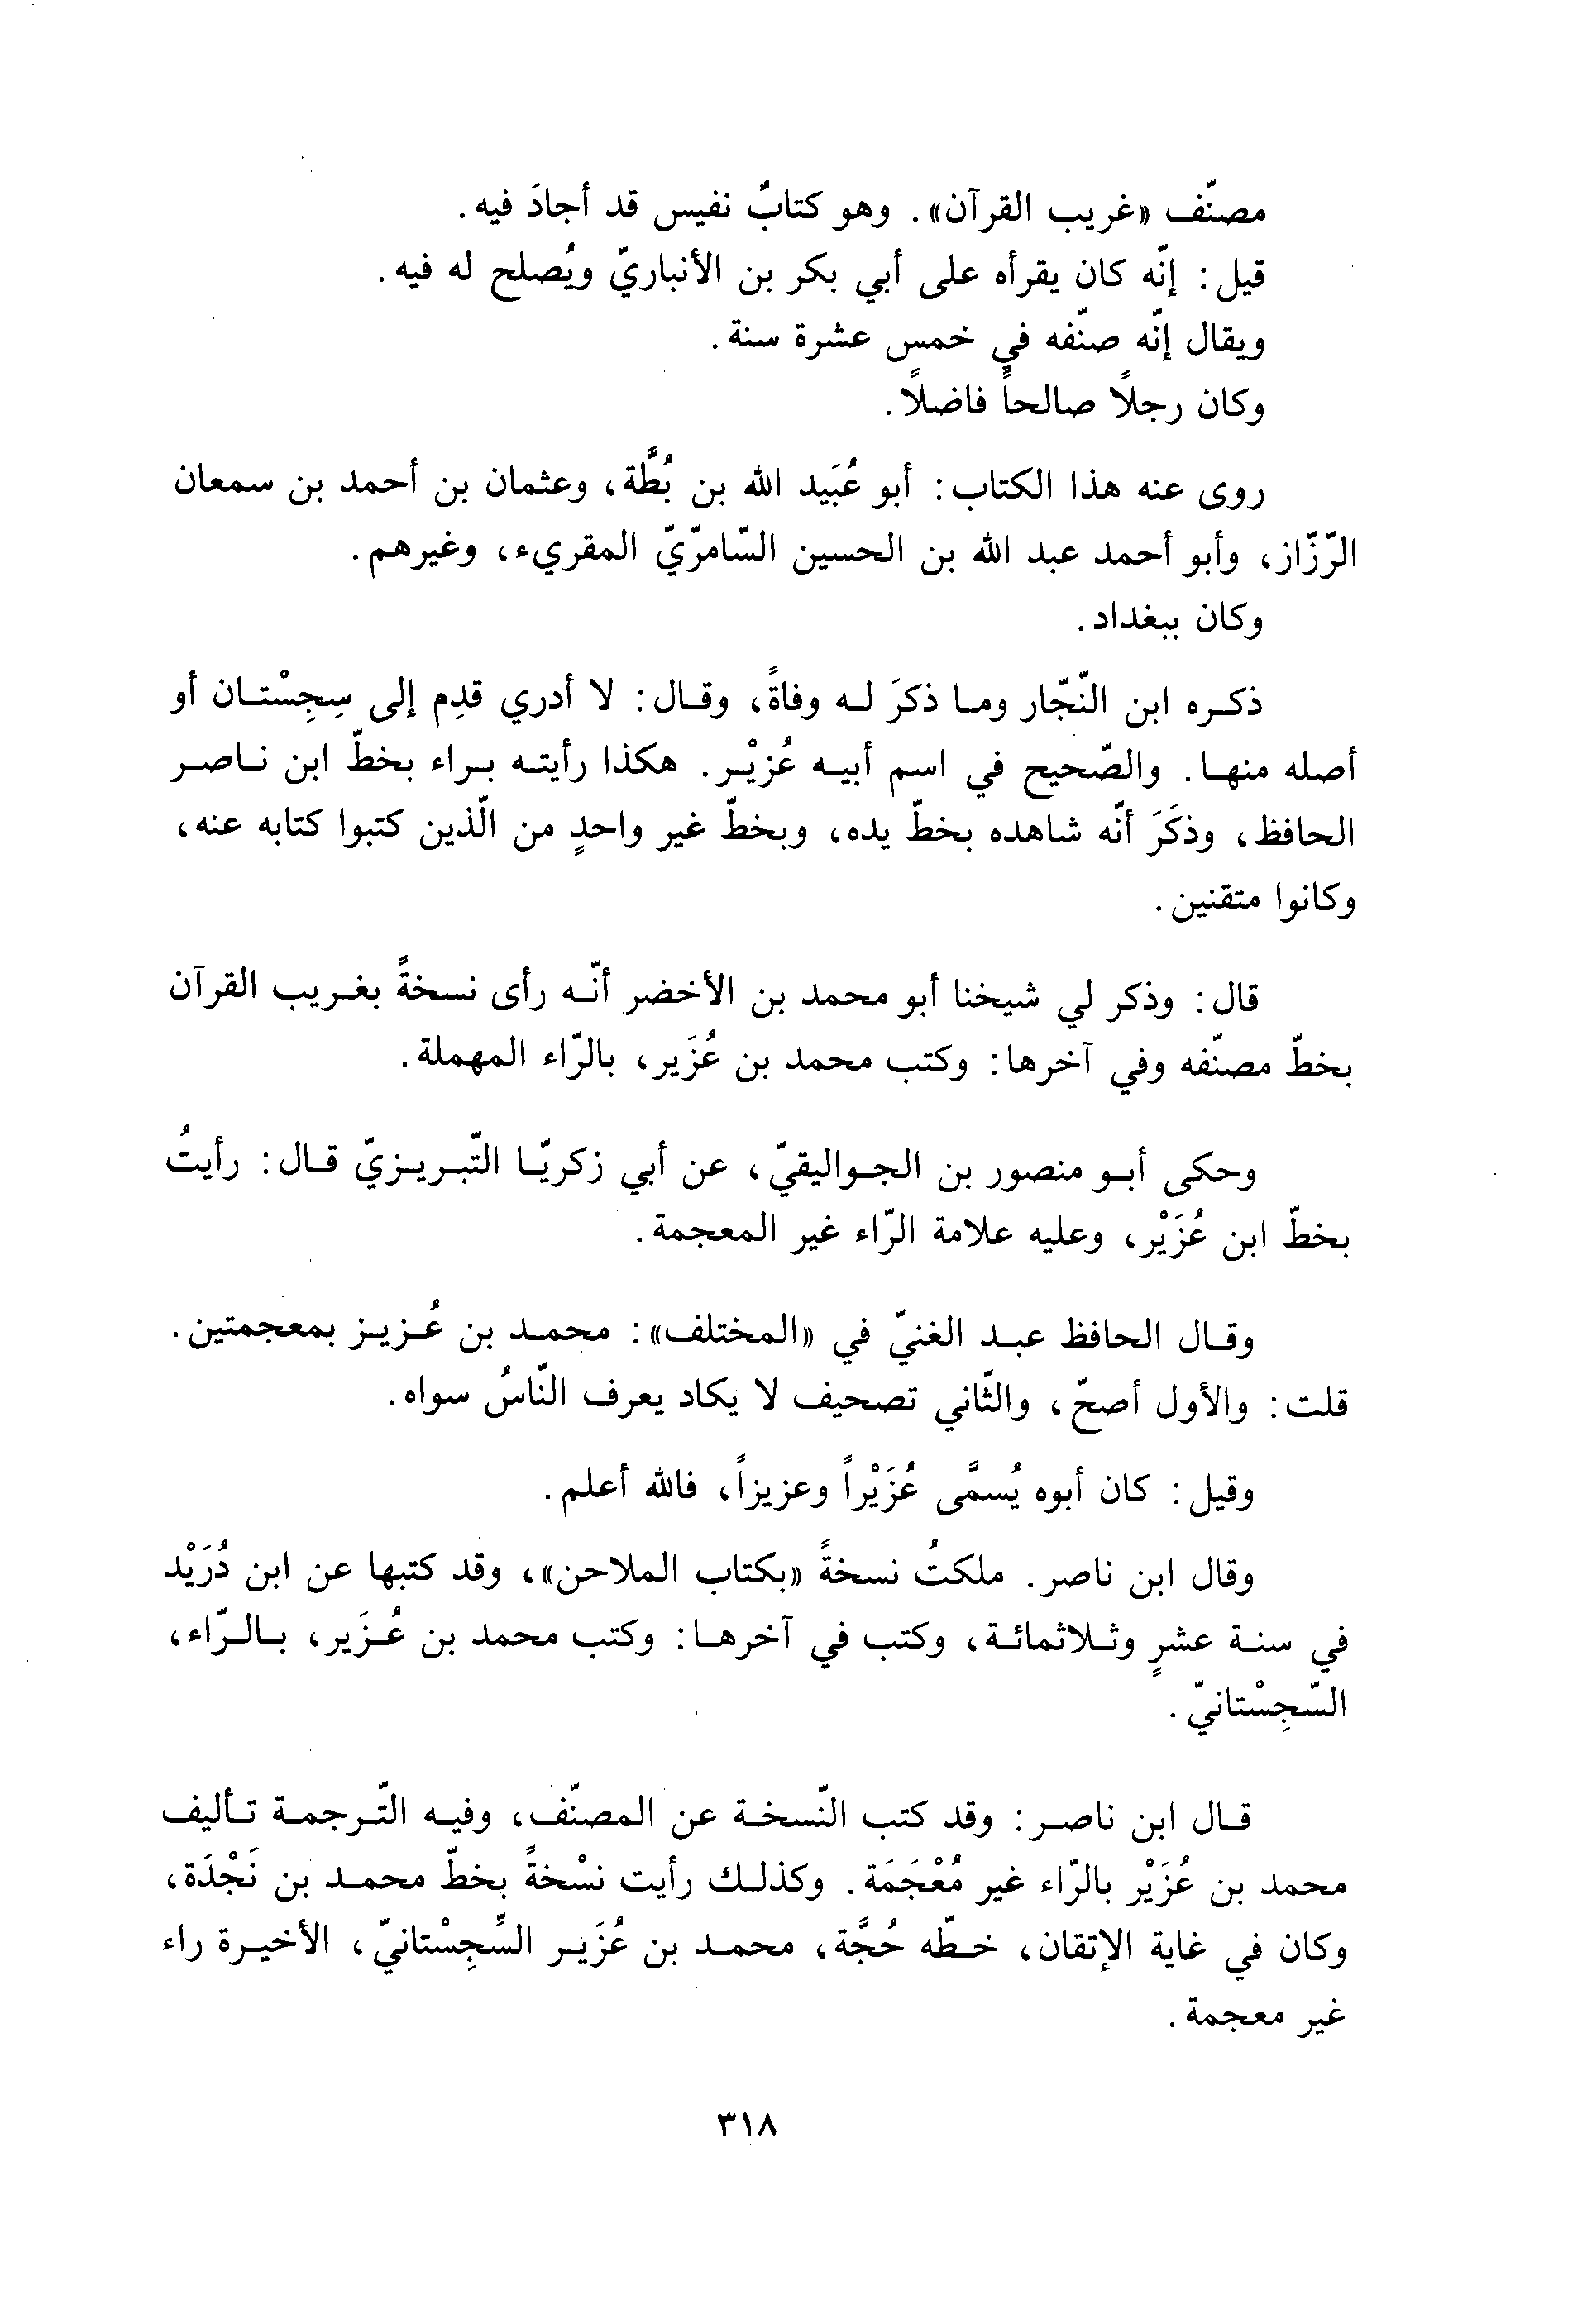 مصنّف «غريب القرآن». وهو كتابٌ نفيس قد أجادَ فيه.
قيل: إنّه كان يقرأه على أبي بكر بن الأنباريّ ويُصلح له فيه.
ويقال إنّه صنّفه في خمس عشرة سنة.
وكان رجلًا صالحاً فاضلًا.
روى عنه هذا الكتاب: أبو عُبَيد الله بن بُطَّة، وعثمان بن أحمد بن سمعان
الرّزّاز، وأبو أحمد عبد الله بن الحسين السّامرّيّ المقريء، وغيرهم.
وكان ببغداد.
ذكره ابن النّجّار وما ذكرَ له وفاةً، وقال: لا أدري قدِم إلى سِجِسْتان أو
أصله منها. والصّحيح في اسم أبيه عُزيْر. هكذا رأيته براء بخطّ ابن ناصر
الحافظ، وذكَرَ أنّه شاهده بخطّ يده، وبخطّ غير واحدٍ من الّذين كتبوا كتابه عنه،
وكانوا متقنين.
قال: وذكر لي شيخنا أبو محمد بن الأخضر أنّه رأى نسخةً بغريب القرآن
بخطّ مصنّفه وفي آخرها: وكتب محمد بن عُزَير، بالرّاء المهملة.
وحكى أبو منصور بن الجواليقيّ، عن أبي زكريّا التّبريزيّ قال: رأيتُ
بخطّ ابن عُزَيْر، وعليه علامة الرّاء غير المعجمة.
وقال الحافظ عبد الغنيّ في «المختلف»: محمد بن عُزيز بمعجمتين.
قلت: والأول أصحّ، والثّاني تصحيف لا يكاد يعرف النّاسُ سواه.
وقيل: كان أبوه يُسمَّى عُزَيْراً وعزيزاً، فالله أعلم.
وقال ابن ناصر. ملكتُ نسخةً «بكتاب الملاحن»، وقد كتبها عن ابن دُرَيْد
في سنة عشرٍ وثلاثمائة، وكتب في آخرها: وكتب محمد بن عُزَير، بالرّاء،
السّجِسْتانيّ.
قال ابن ناصر: وقد كتب النّسخة عن المصنّف، وفيه التّرجمة تأليف
محمد بن عُزَيْر بالرّاء غير مُعْجَمَة. وكذلك رأيت نسْخةً بخطّ محمد بن نَجْدَة،
وكان في غاية الإتقان، خطّه حُجَّة، محمد بن عُزَير السِّجِسْتانيّ، الأخيرة راء
غير معجمة.
٣١٨